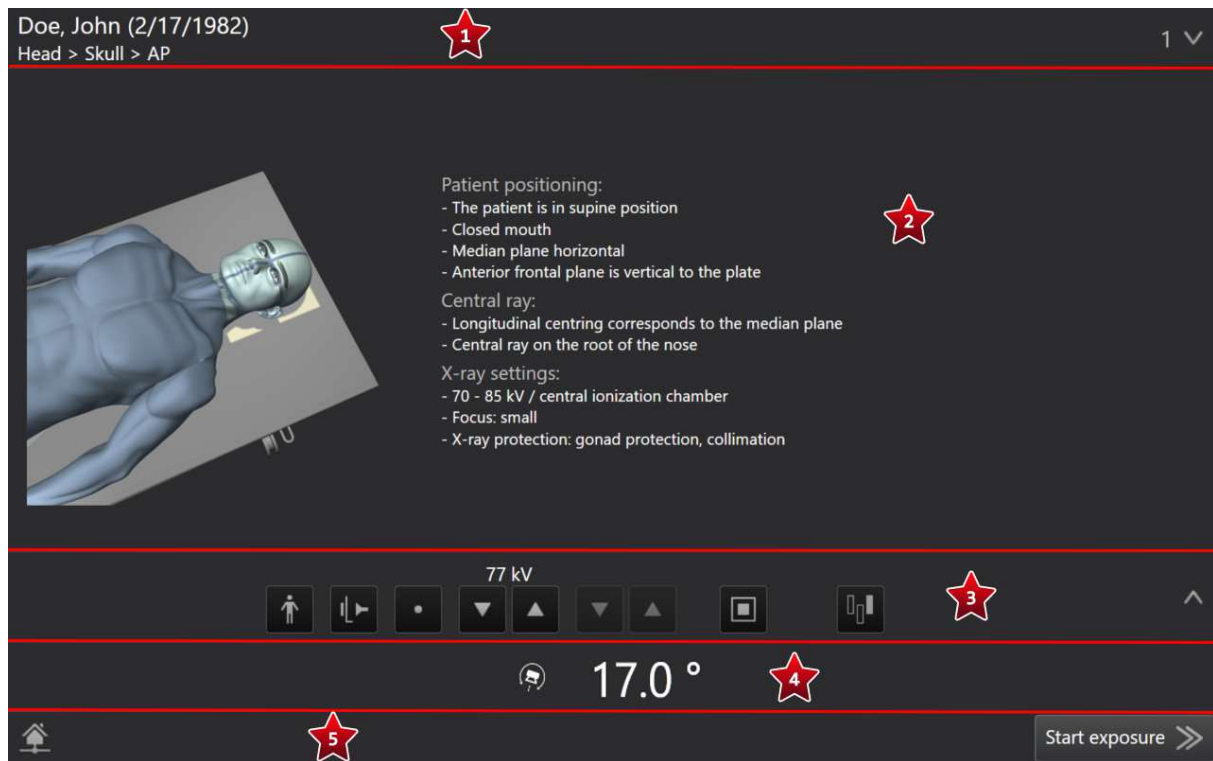 Doe, John (2/17/1982)
Head > Skull > AP
1
1
Patient positioning:
- The patient is in supine position
- Closed mouth
- Median plane horizontal
- Anterior frontal plane is vertical to the plate
2
Central ray:
- Longitudinal centring corresponds to the median plane
- Central ray on the root of the nose
X-ray settings:
- 70 - 85 kV / central ionization chamber
- Focus: small
- X-ray protection: gonad protection, collimation
77 kV
3
17.0 °
4
5
Start exposure